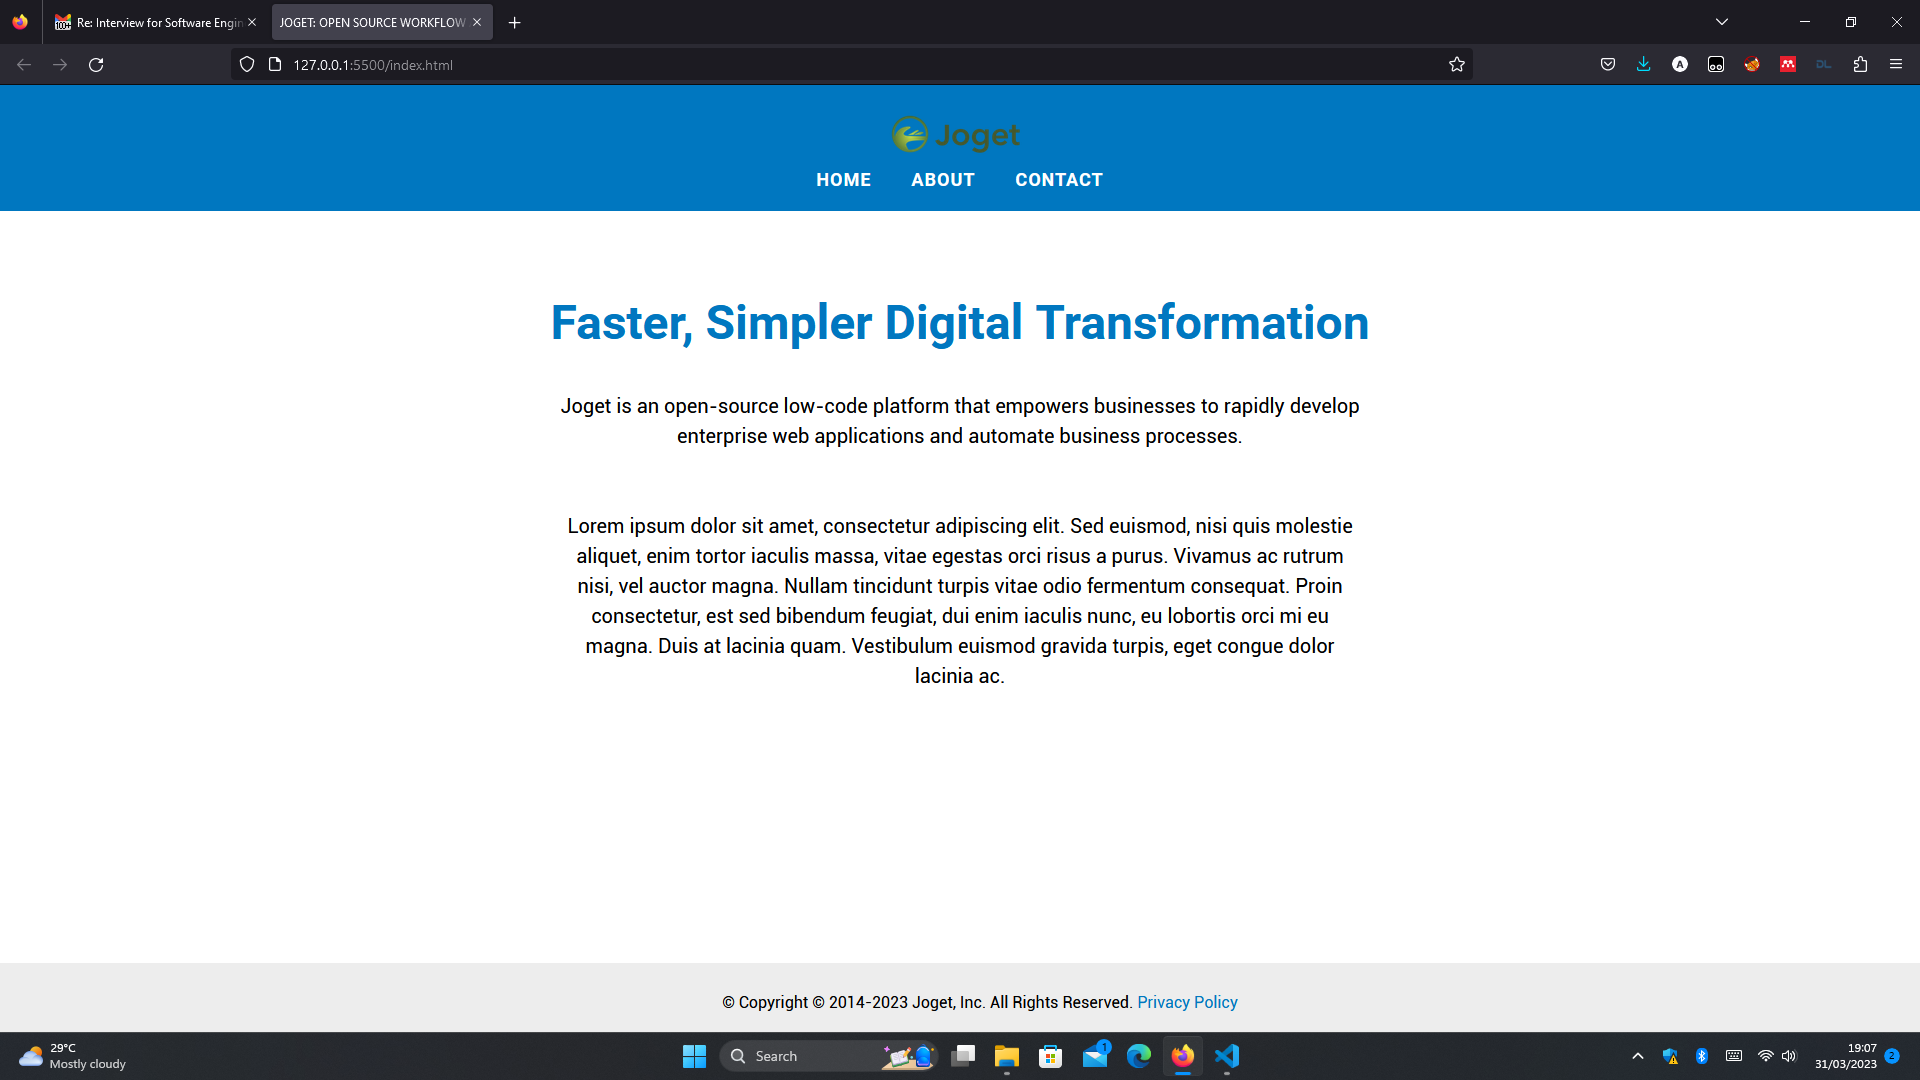 Re: Interview for Software Engin
JOGET: OPEN SOURCE WORKFLOW
127.0.0.1:5500/index.html
Joget
HOME ABOUT CONTACT
Faster, Simpler Digital Transformation
Joget is an open-source low-code platform that empowers businesses to rapidly develop
enterprise web applications and automate business processes.
Lorem ipsum dolor sit amet, consectetur adipiscing elit. Sed euismod, nisi quis molestie
aliquet, enim tortor iaculis massa, vitae egestas orci risus a purus. Vivamus ac rutrum
nisi, vel auctor magna. Nullam tincidunt turpis vitae odio fermentum consequat. Proin
consectetur, est sed bibendum feugiat, dui enim iaculis nunc, eu lobortis orci mi eu
magna. Duis at lacinia quam. Vestibulum euismod gravida turpis, eget congue dolor
lacinia ac.
© Copyright © 2014-2023 Joget, Inc. All Rights Reserved. Privacy Policy
29°C
Mostly cloudy
Search
1
19:07
31/03/2023
2